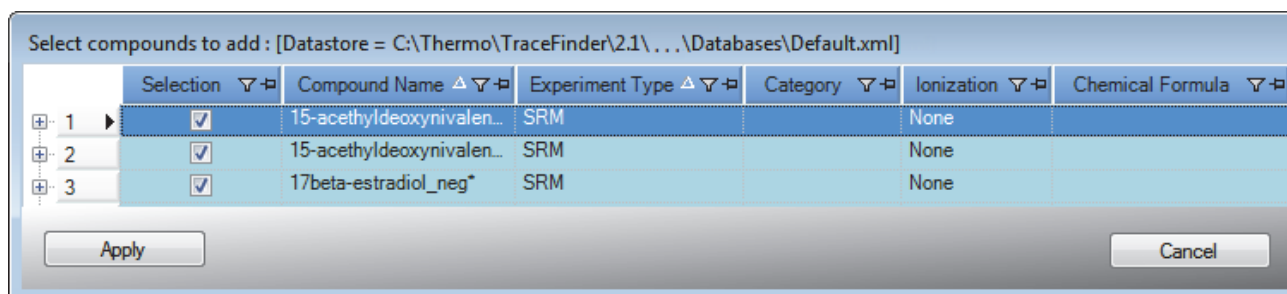 Select compounds to add : [Datastore = C:\Thermo\TraceFinder\2.1\ . . .\Databases\Default.xml]
Selection Compound Name Experiment Type Category Ionization Chemical Formula
1 15-acethyldeoxynivalen... SRM None
2 15-acethyldeoxynivalen... SRM None
3 17beta-estradiol_neg* SRM None
Apply Cancel